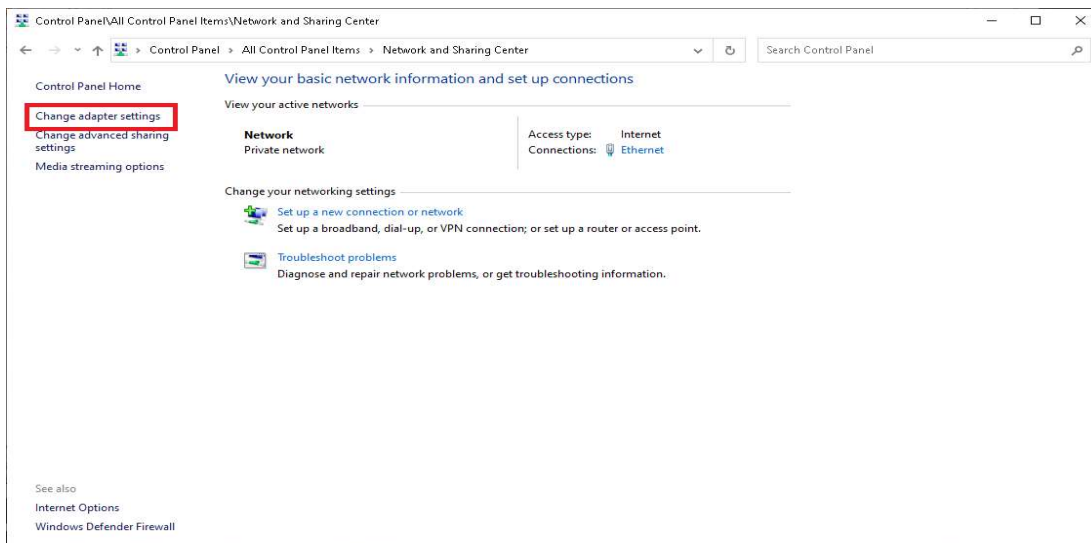 Control Panel\All Control Panel Items\Network and Sharing Center
Control Panel > All Control Panel Items > Network and Sharing Center
Search Control Panel
Control Panel Home
Change adapter settings
Change advanced sharing
settings
Media streaming options
View your basic network information and set up connections
View your active networks
Network
Private network
Access type: Internet
Connections: Ethernet
Change your networking settings
Set up a new connection or network
Set up a broadband, dial-up, or VPN connection; or set up a router or access point.
Troubleshoot problems
Diagnose and repair network problems, or get troubleshooting information.
See also
Internet Options
Windows Defender Firewall